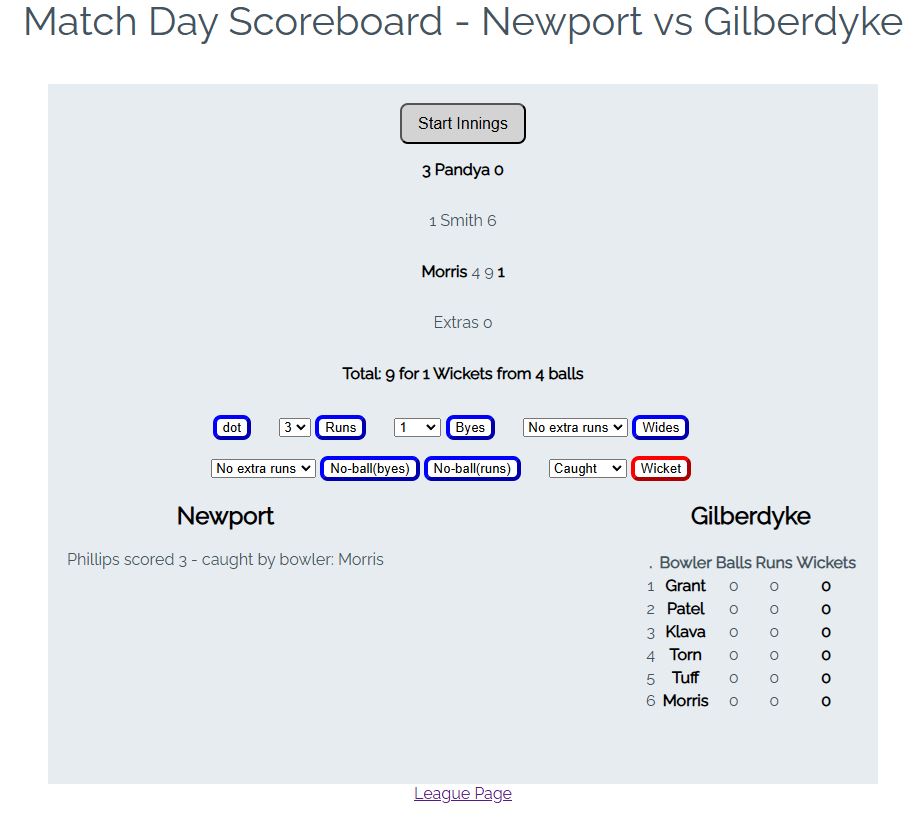 Match Day Scoreboard - Newport vs Gilberdyke
Start Innings
3 Pandya 0
1 Smith 6
Morris 4 9 1
Extras 0
Total: 9 for 1 Wickets from 4 balls
dot 3 Runs 1 Byes No extra runs Wides
No extra runs No-ball(byes) No-ball(runs) Caught Wicket
Newport
Phillips scored 3 - caught by bowler: Morris
Gilberdyke
. Bowler Balls Runs Wickets
1 Grant 0 0 0
2 Patel 0 0 0
3 Klava 0 0 0
4 Torn 0 0 0
5 Tuff 0 0 0
6 Morris 0 0 0
League Page